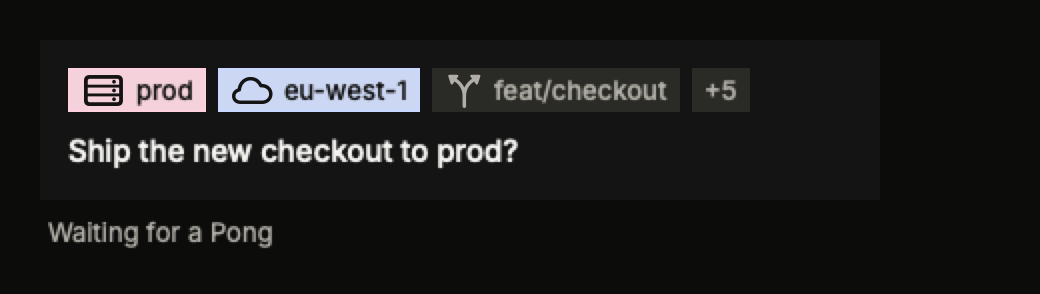 prod eu-west-1 feat/checkout +5
Ship the new checkout to prod?
Waiting for a Pong